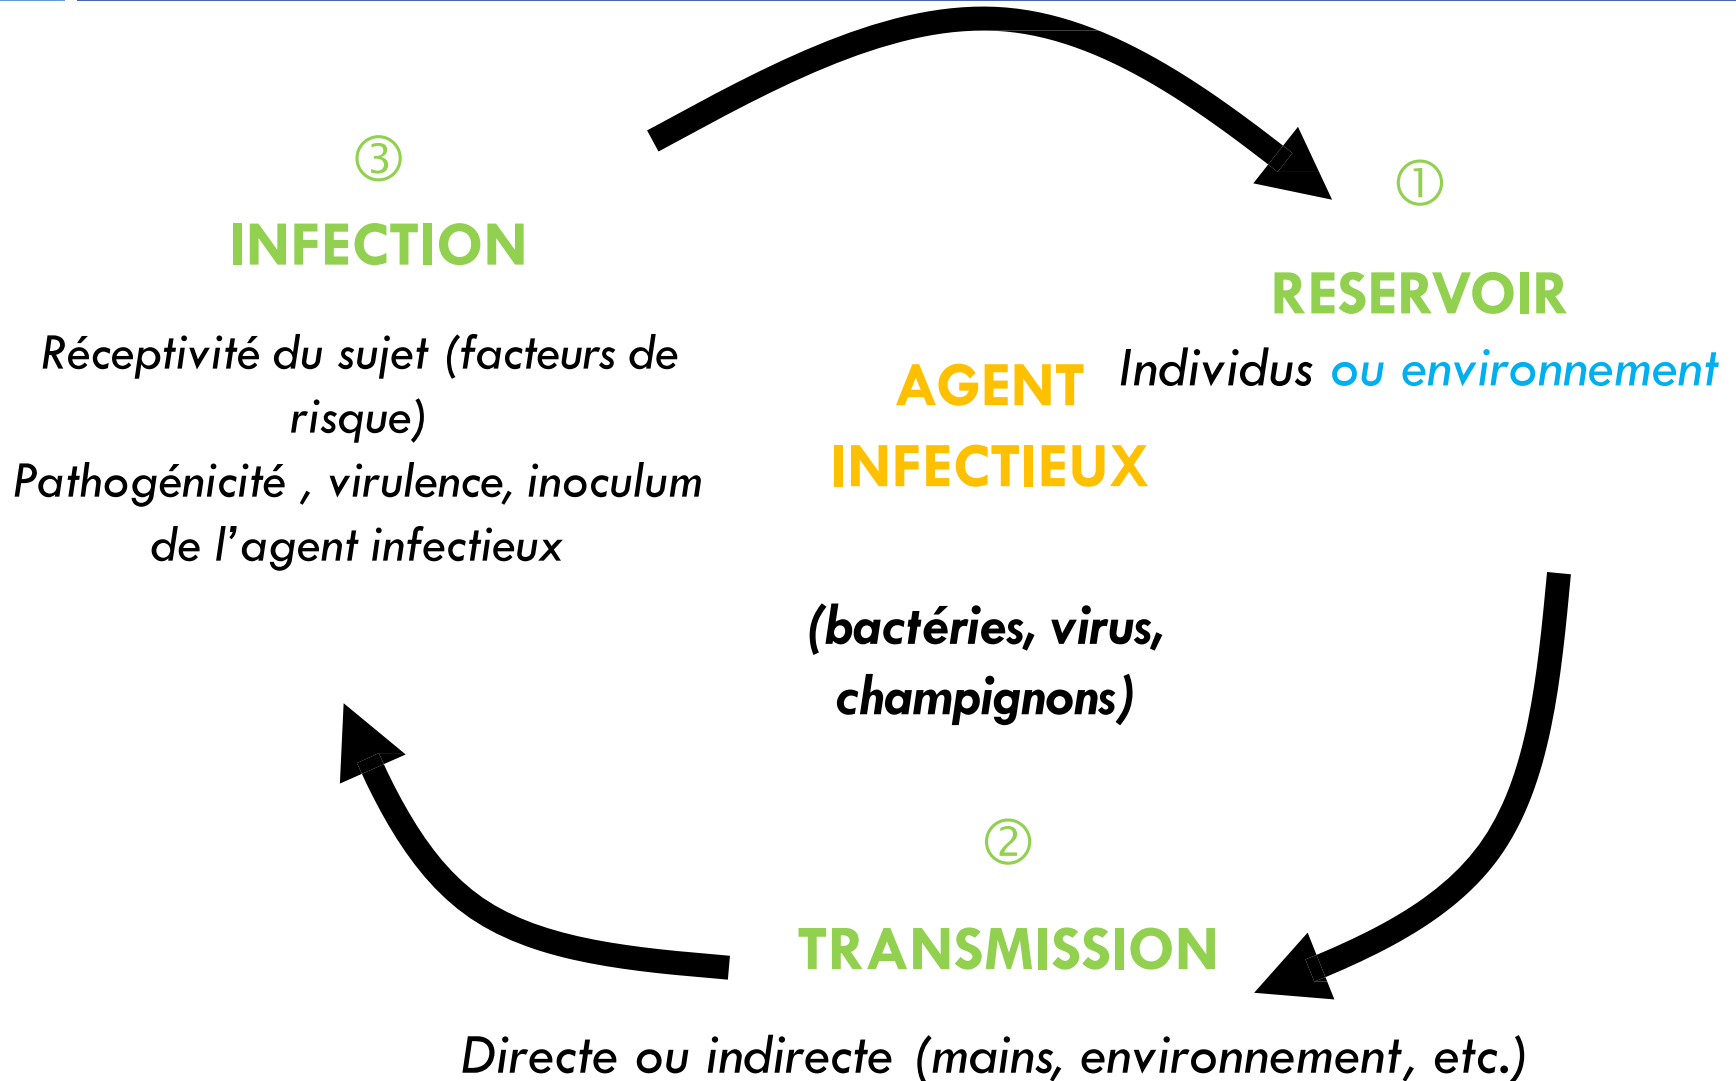 ③
INFECTION
Réceptivité du sujet (facteurs de
risque)
Pathogénicité , virulence, inoculum
de l’agent infectieux
①
RESERVOIR
Individus ou environnement
AGENT
INFECTIEUX
(bactéries, virus,
champignons)
②
TRANSMISSION
Directe ou indirecte (mains, environnement, etc.)